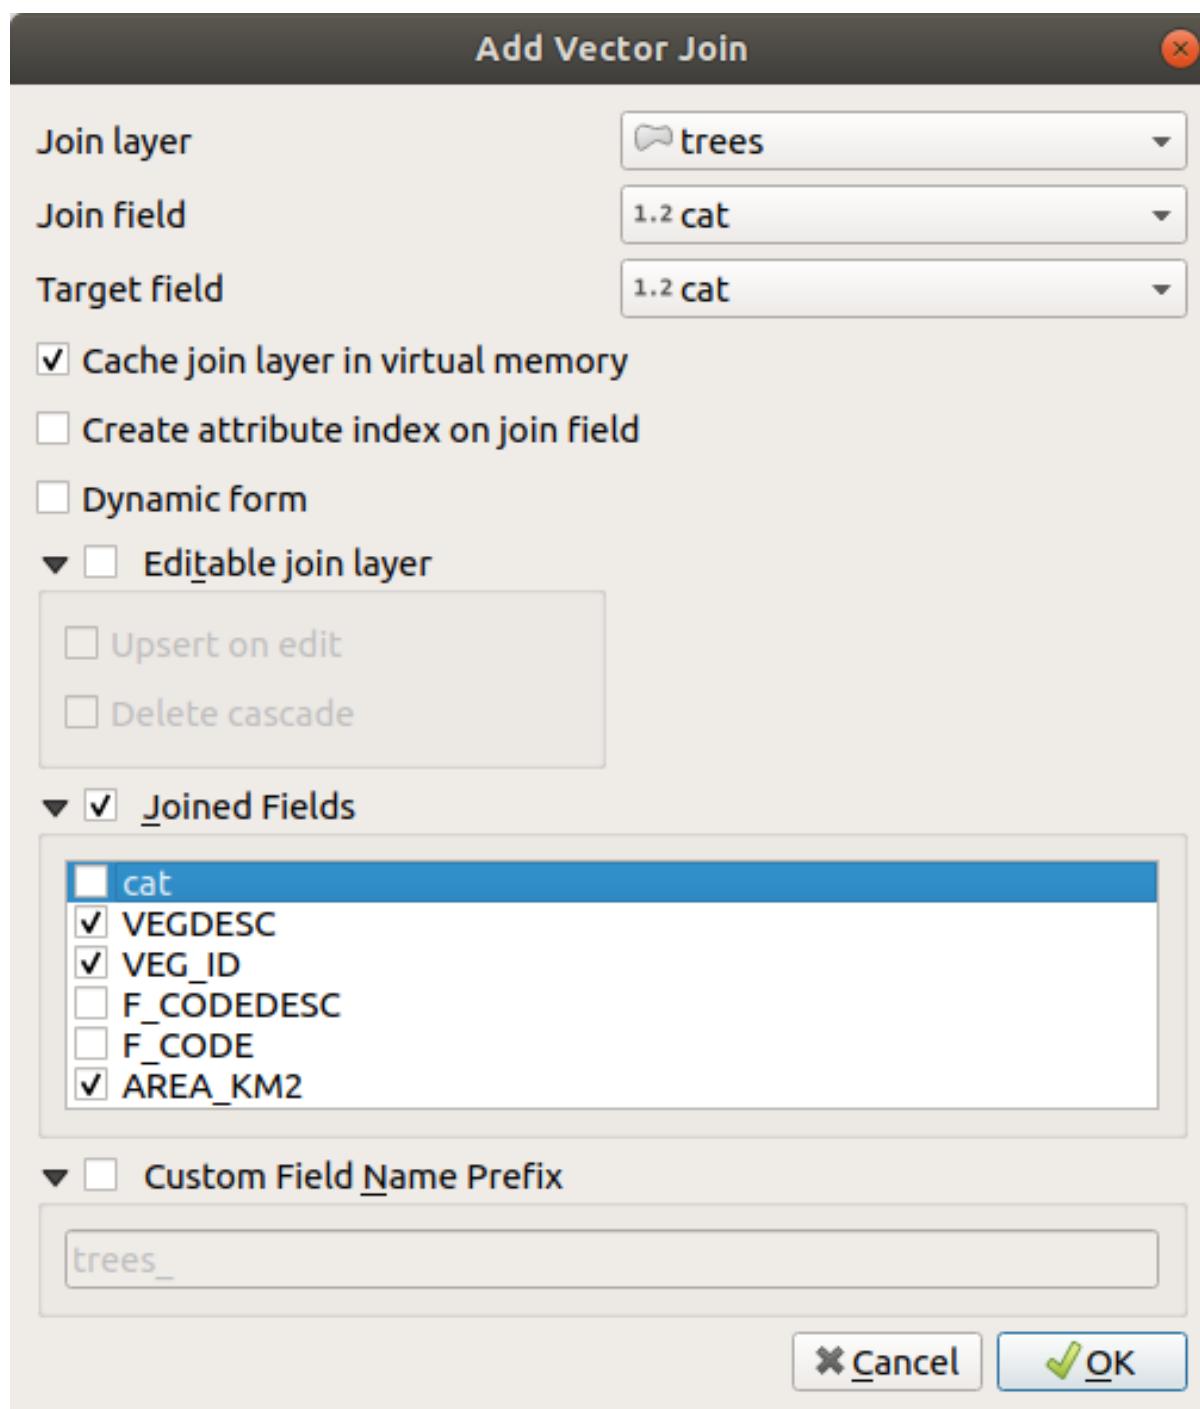 Add Vector Join
Join layer
trees
Join field
1.2 cat
Target field
1.2 cat
Cache join layer in virtual memory
Create attribute index on join field
Dynamic form
Editable join layer
Upsert on edit
Delete cascade
Joined Fields
cat
VEGDESC
VEG_ID
F_CODEDESC
F_CODE
AREA_KM2
Custom Field Name Prefix
trees_
Cancel
OK